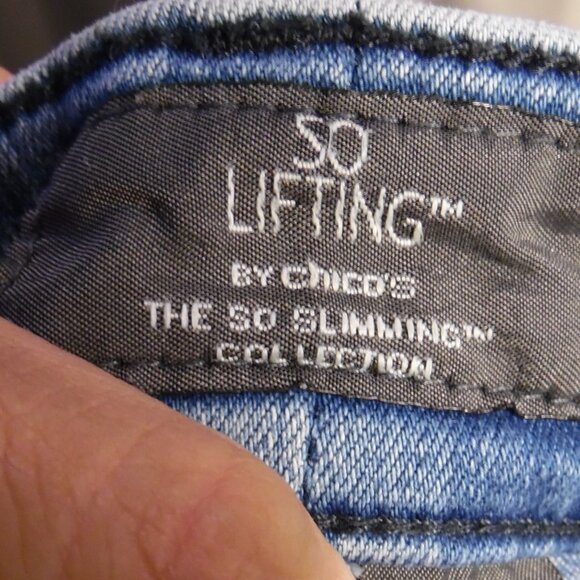 SO
LIFTING™
BY chico's
THE SO SLIMMING™
COLLECTION